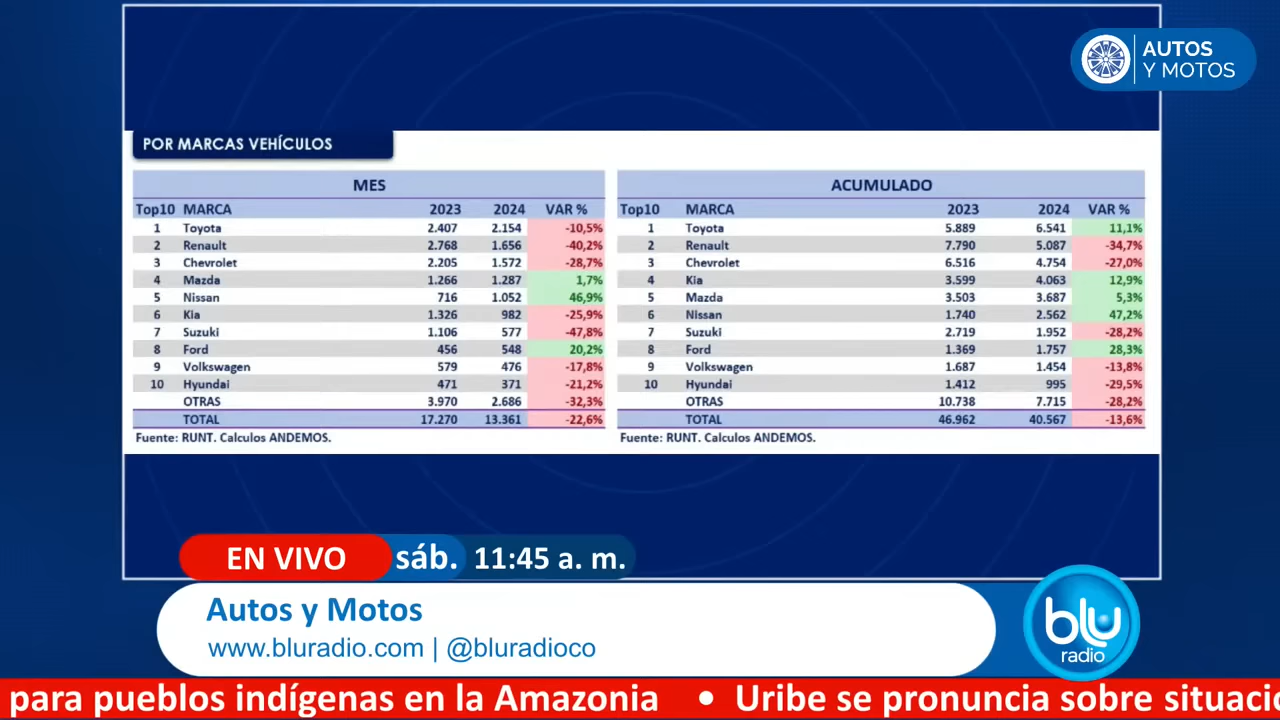 AUTOS
Y MOTOS
POR MARCAS VEHÍCULOS
MES
Top10 MARCA 2023 2024 VAR %
1 Toyota 2.407 2.154 -10,5%
2 Renault 2.768 1.656 -40,2%
3 Chevrolet 2.205 1.572 -28,7%
4 Mazda 1.266 1.287 1,7%
5 Nissan 716 1.052 46,9%
6 Kia 1.326 982 -25,9%
7 Suzuki 1.106 577 -47,8%
8 Ford 456 548 20,2%
9 Volkswagen 579 476 -17,8%
10 Hyundai 471 371 -21,2%
OTRAS 3.970 2.686 -32,3%
TOTAL 17.270 13.361 -22,6%
Fuente: RUNT. Calculos ANDEMOS.
ACUMULADO
Top10 MARCA 2023 2024 VAR %
1 Toyota 5.889 6.541 11,1%
2 Renault 7.790 5.087 -34,7%
3 Chevrolet 6.516 4.754 -27,0%
4 Kia 3.599 4.063 12,9%
5 Mazda 3.503 3.687 5,3%
6 Nissan 1.740 2.562 47,2%
7 Suzuki 2.719 1.952 -28,2%
8 Ford 1.369 1.757 28,3%
9 Volkswagen 1.687 1.454 -13,8%
10 Hyundai 1.412 995 -29,5%
OTRAS 10.738 7.715 -28,2%
TOTAL 46.962 40.567 -13,6%
Fuente: RUNT. Calculos ANDEMOS.
EN VIVO sáb. 11:45 a. m.
Autos y Motos
www.bluradio.com | @bluradioco
blu
radio
para pueblos indígenas en la Amazonia • Uribe se pronuncia sobre situaci